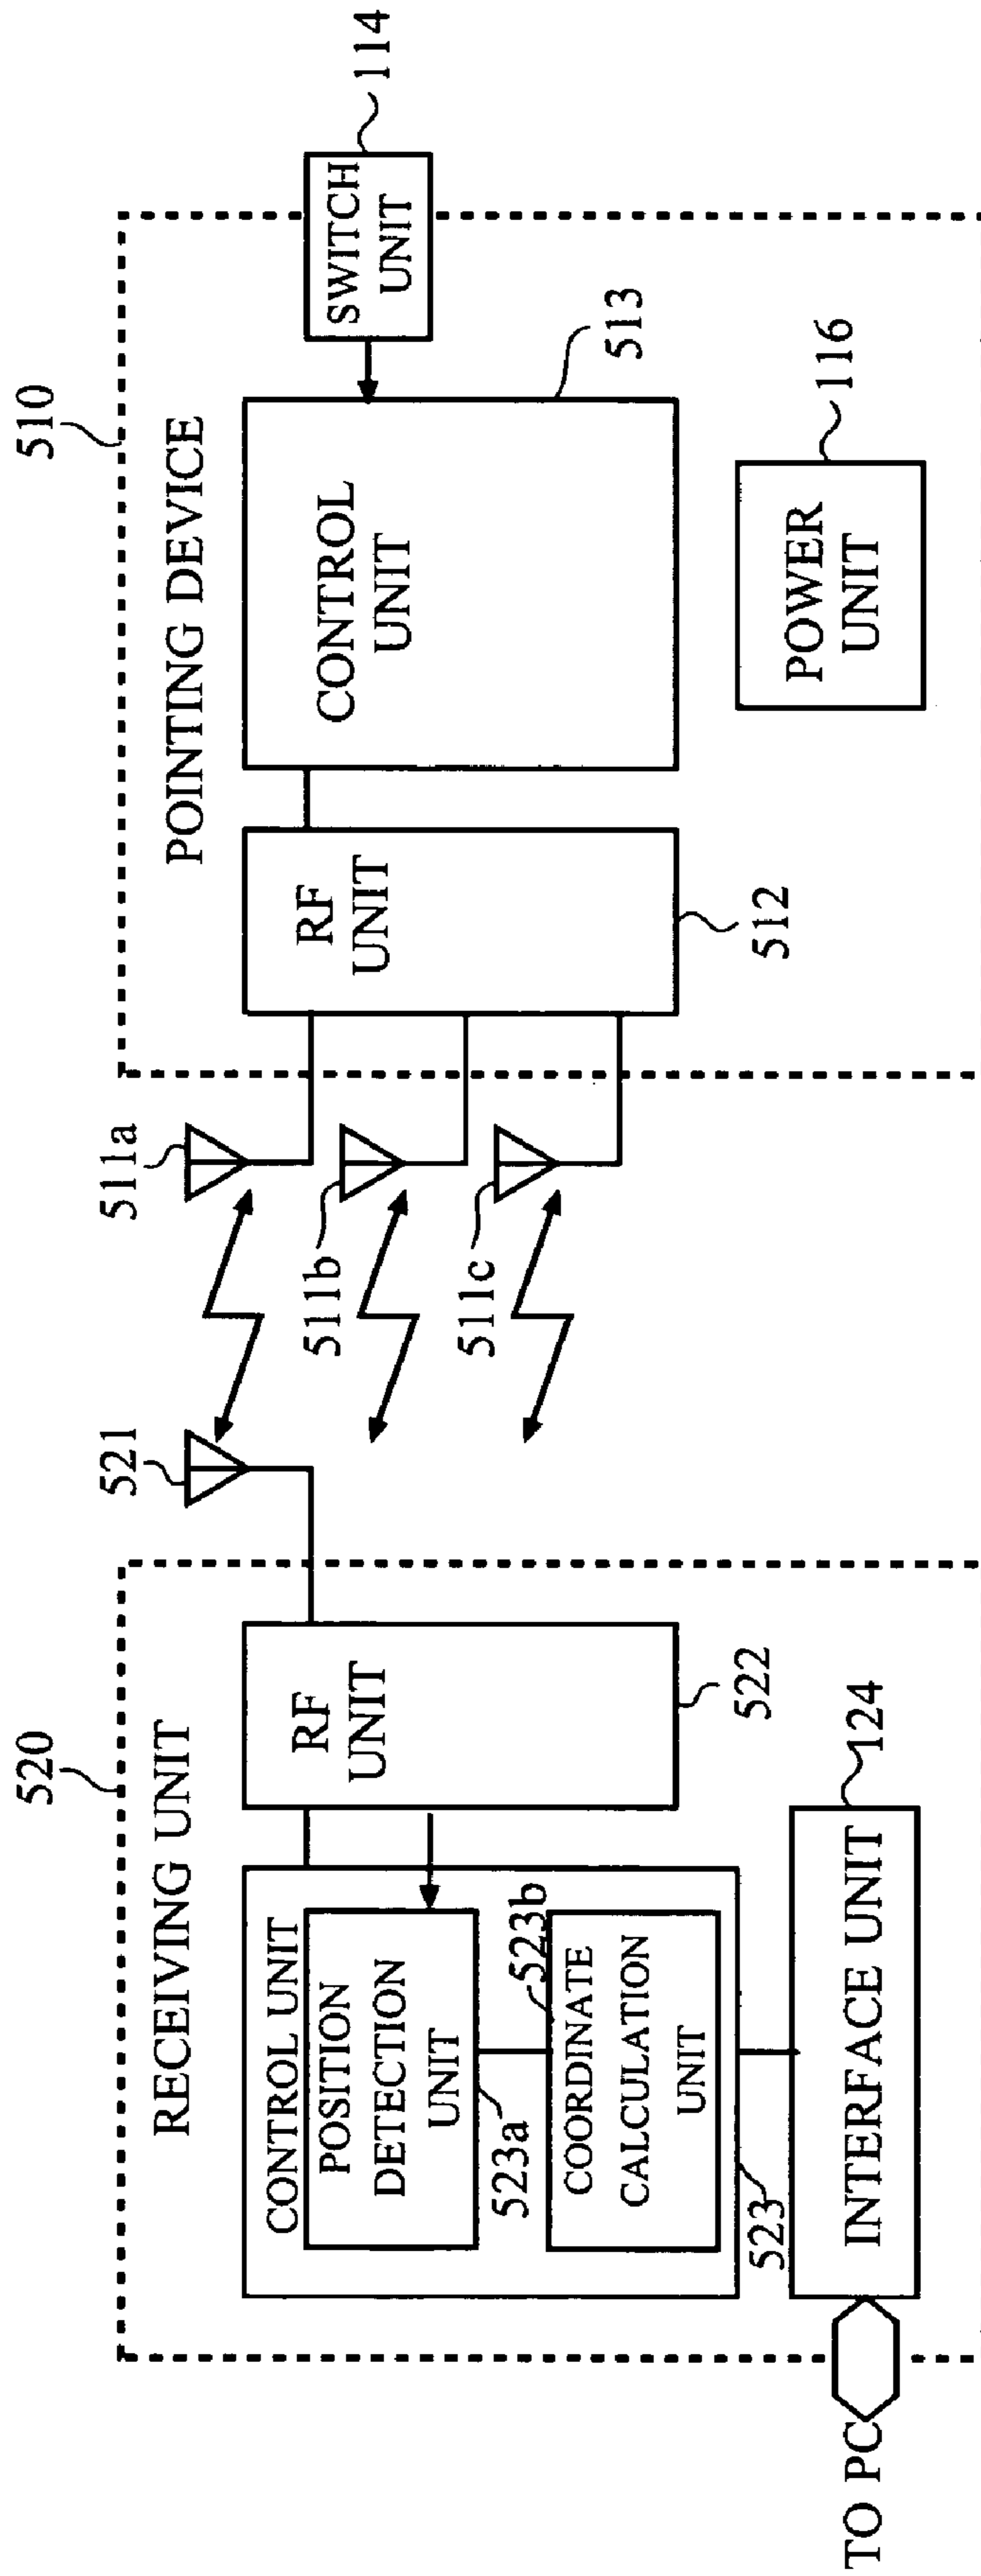 520
RECEIVING UNIT
CONTROL UNIT
POSITION
DETECTION
UNIT
523a
523b
COORDINATE
CALCULATION
UNIT
523
RF
UNIT
522
INTERFACE UNIT
124
TO PC
521
511a
511b
511c
510
POINTING DEVICE
RF
UNIT
512
CONTROL
UNIT
513
SWITCH
UNIT
114
POWER
UNIT
116